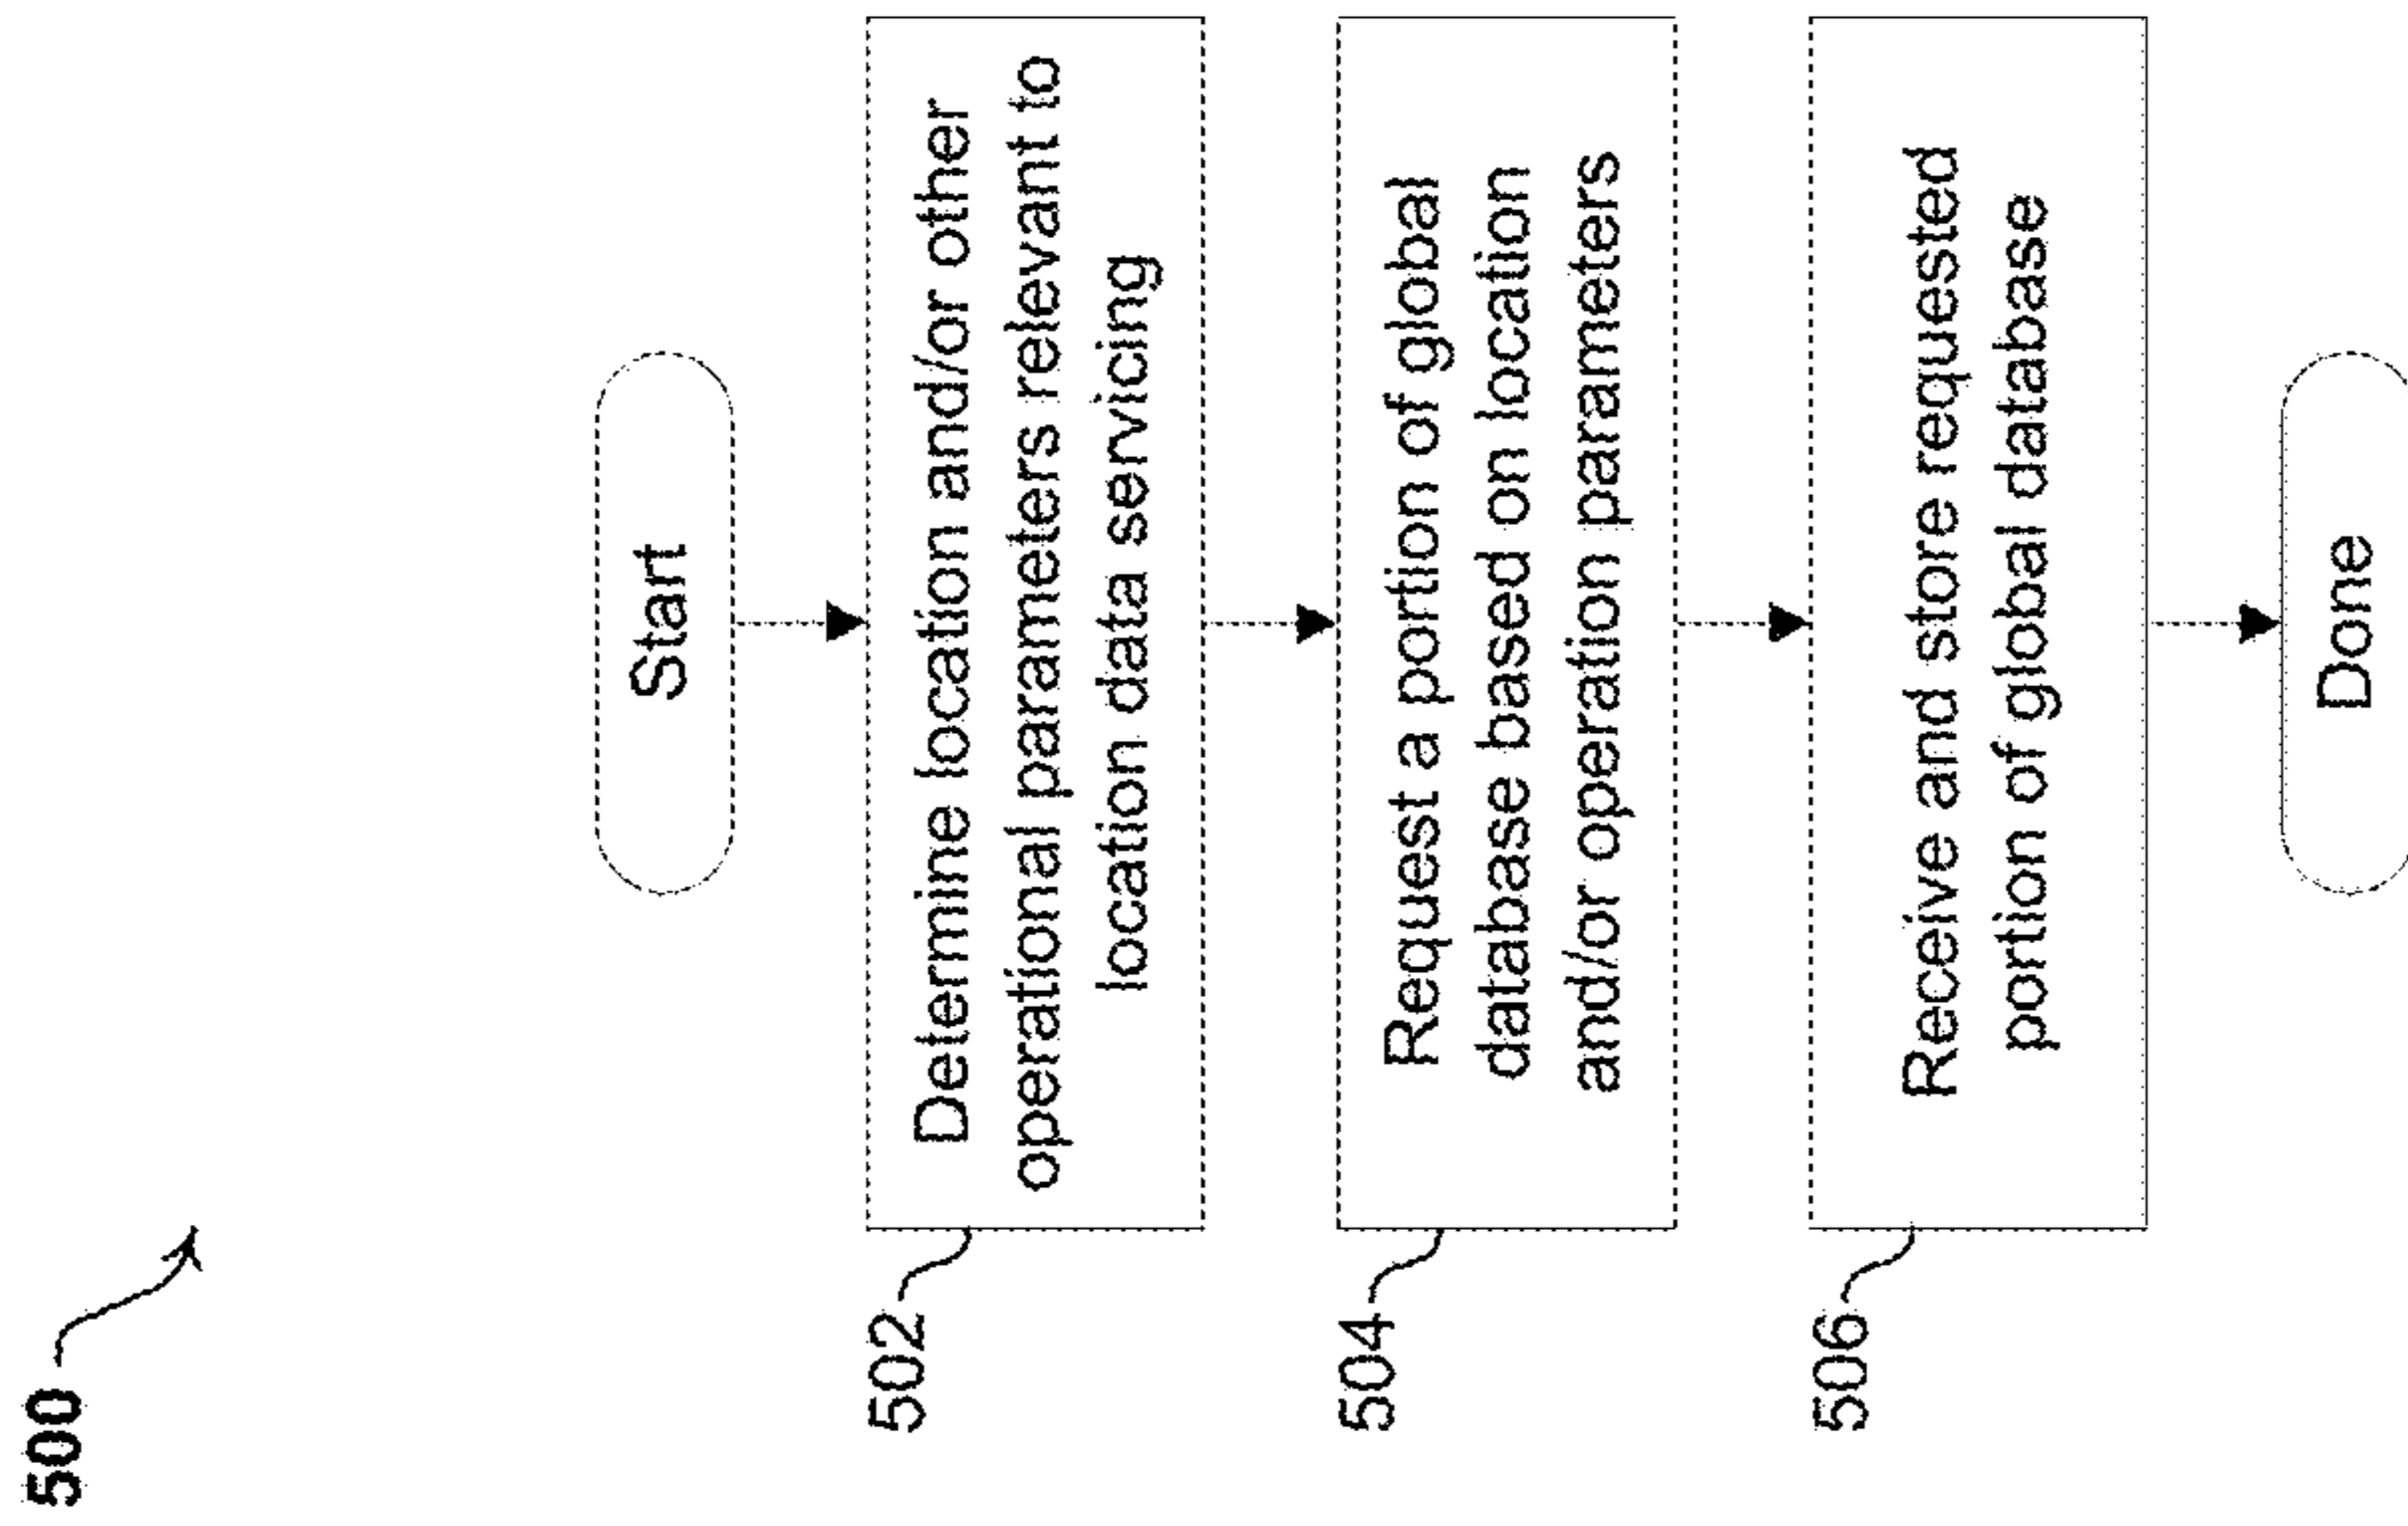 500
Start
502
Determine location and/or other
operational parameters relevant to
location data servicing
504
Request a portion of global
database based on location
and/or operation parameters
506
Receive and store requested
portion of global database
Done